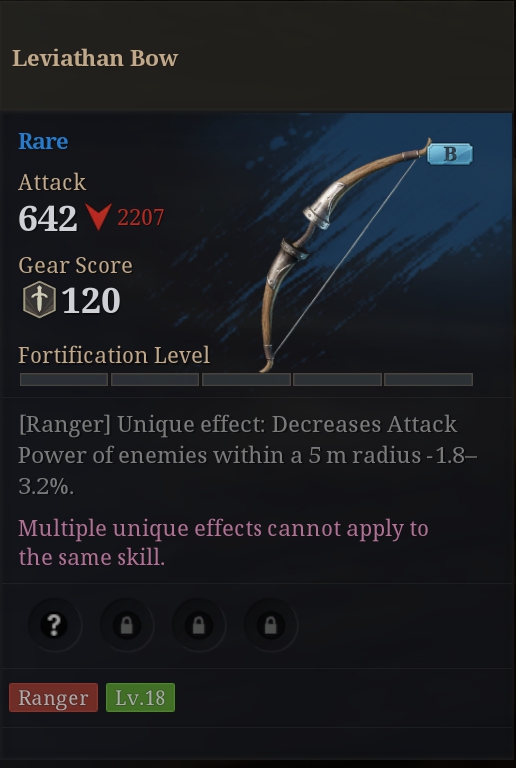 Leviathan Bow
Rare
B
Attack
642 2207
Gear Score
120
Fortification Level
[Ranger] Unique effect: Decreases Attack
Power of enemies within a 5 m radius -1.8–
3.2%.
Multiple unique effects cannot apply to
the same skill.
?
Ranger Lv.18